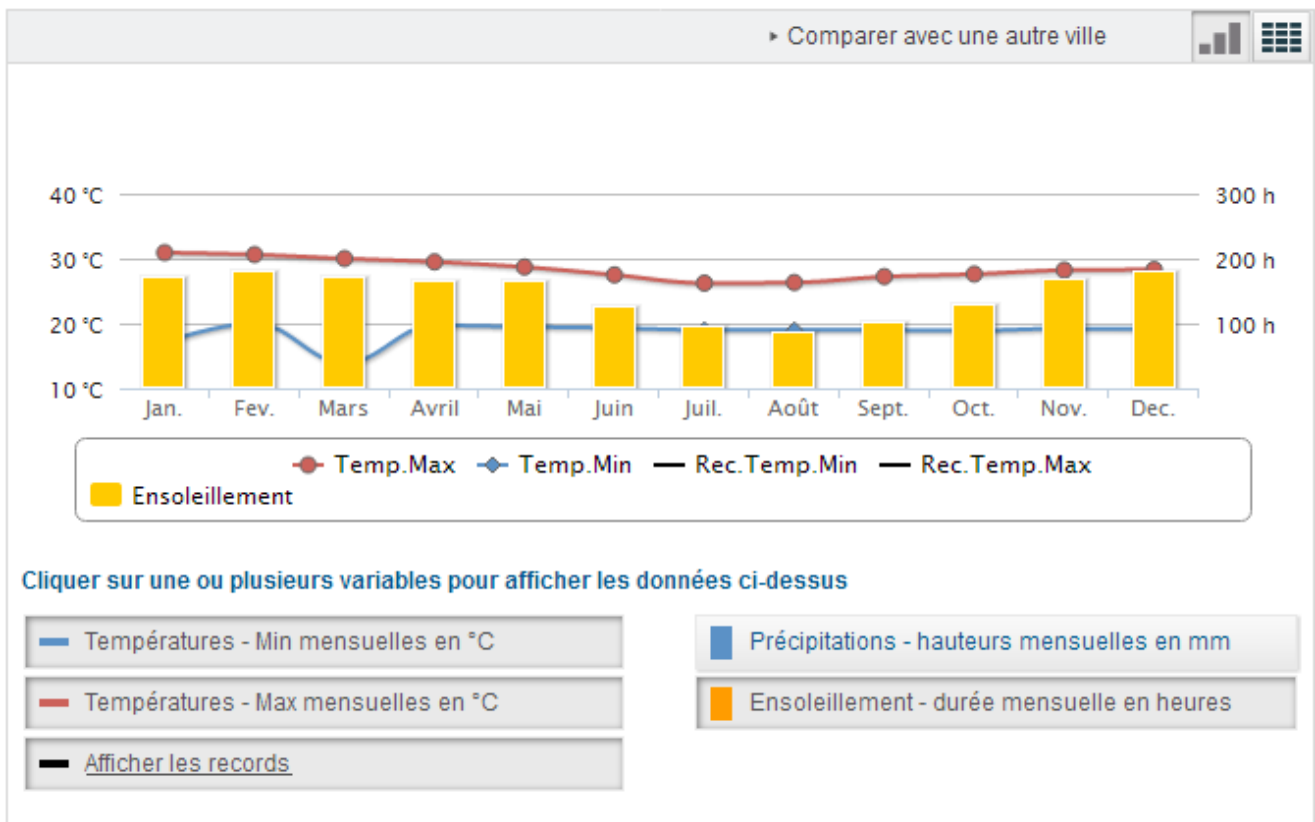 ▸ Comparer avec une autre ville
40 °C
300 h
30 °C
200 h
20 °C
100 h
10 °C
Jan. Fev. Mars Avril Mai Juin Juil. Août Sept. Oct. Nov. Dec.
Temp.Max Temp.Min Rec.Temp.Min Rec.Temp.Max
Ensoleillement
Cliquer sur une ou plusieurs variables pour afficher les données ci-dessus
Températures - Min mensuelles en °C
Précipitations - hauteurs mensuelles en mm
Températures - Max mensuelles en °C
Ensoleillement - durée mensuelle en heures
Afficher les records